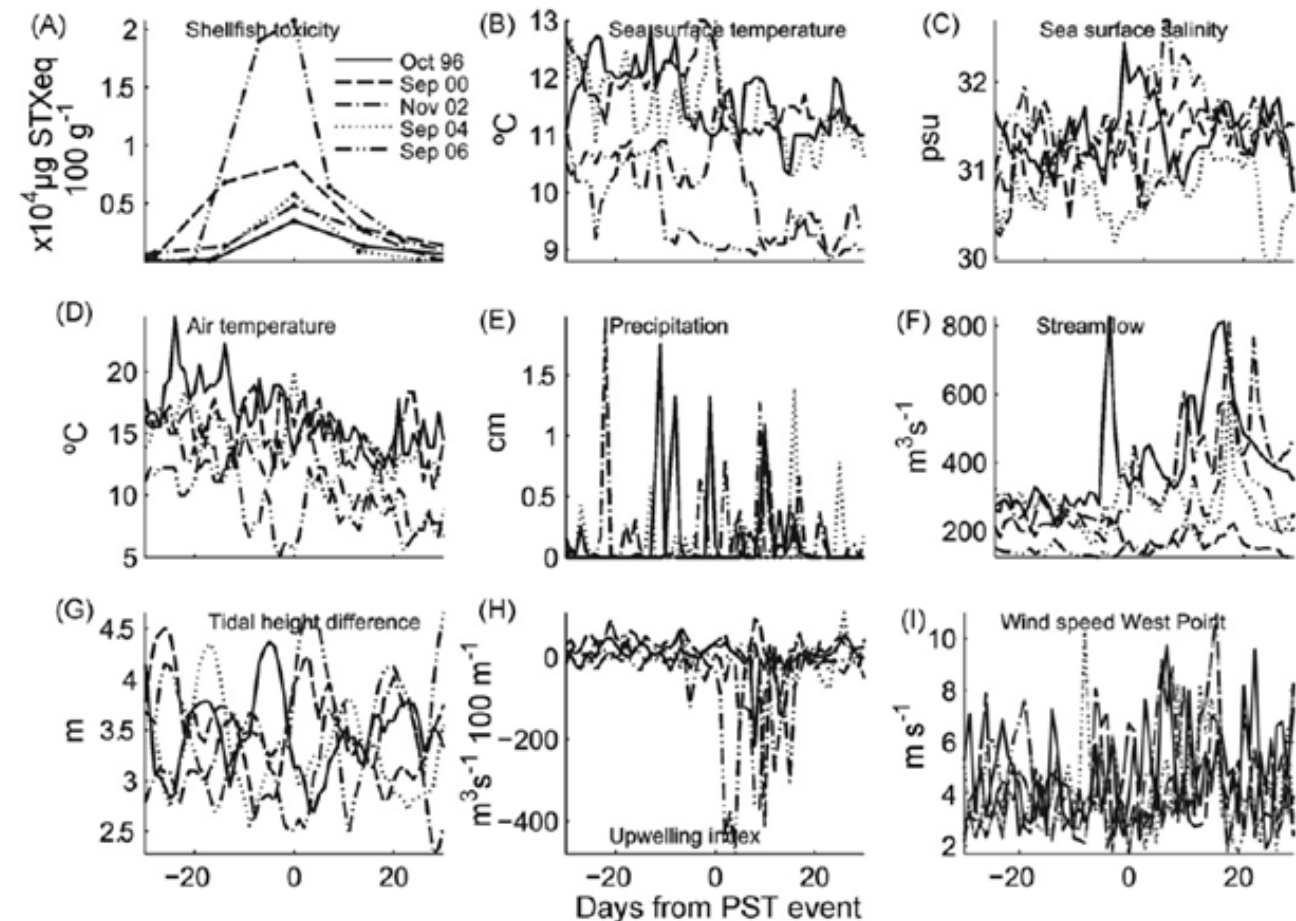 (A)
Shellfish toxicity
2
1.5
1
0.5
x10⁴μg STXeq
100 g⁻¹
Oct 96
Sep 00
Nov 02
Sep 04
Sep 06
(B)
Sea surface temperature
13
12
11
10
9
ºC
(C)
Sea surface salinity
32
31
30
psu
(D)
Air temperature
20
15
10
5
ºC
(E)
Precipitation
1.5
1
0.5
0
cm
(F)
Streamflow
800
600
400
200
m³s⁻¹
(G)
Tidal height difference
4.5
4
3.5
3
2.5
m
−20
0
20
(H)
0
−200
−400
m³s⁻¹ 100 m⁻¹
Upwelling index
−20
0
20
Days from PST event
(I)
Wind speed West Point
10
8
6
4
2
m s⁻¹
−20
0
20